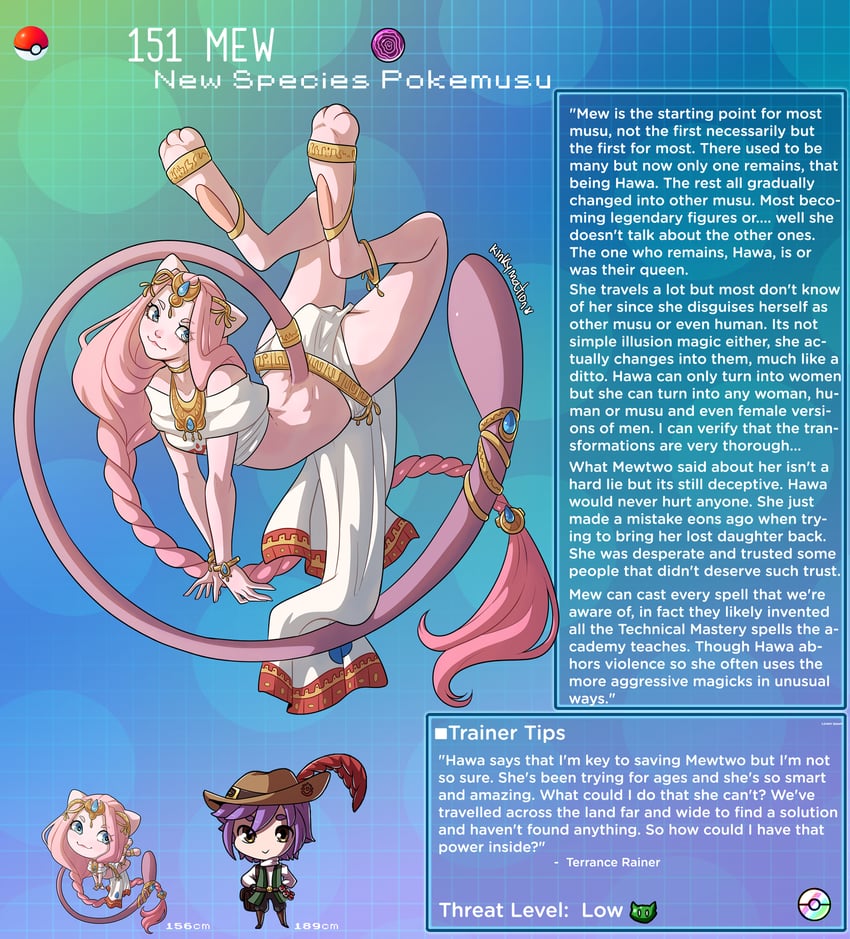 151 MEW
New Species Pokemusu
"Mew is the starting point for most
musu, not the first necessarily but
the first for most. There used to be
many but now only one remains, that
being Hawa. The rest all gradually
changed into other musu. Most beco-
ming legendary figures or.... well she
doesn't talk about the other ones.
The one who remains, Hawa, is or
was their queen.
She travels a lot but most don't know
of her since she disguises herself as
other musu or even human. Its not
simple illusion magic either, she ac-
tually changes into them, much like a
ditto. Hawa can only turn into women
but she can turn into any woman, hu-
man or musu and even female versi-
ons of men. I can verify that the tran-
sformations are very thorough...
What Mewtwo said about her isn't a
hard lie but its still deceptive. Hawa
would never hurt anyone. She just
made a mistake eons ago when try-
ing to bring her lost daughter back.
She was desperate and trusted some
people that didn't deserve such trust.
Mew can cast every spell that we're
aware of, in fact they likely invented
all the Technical Mastery spells the a-
cademy teaches. Though Hawa ab-
hors violence so she often uses the
more aggressive magicks in unusual
ways."
kinkymation
■Trainer Tips
"Hawa says that I'm key to saving Mewtwo but I'm not
so sure. She's been trying for ages and she's so smart
and amazing. What could I do that she can't? We've
travelled across the land far and wide to find a solution
and haven't found anything. So how could I have that
power inside?"
- Terrance Rainer
Threat Level: Low
156cm
189cm